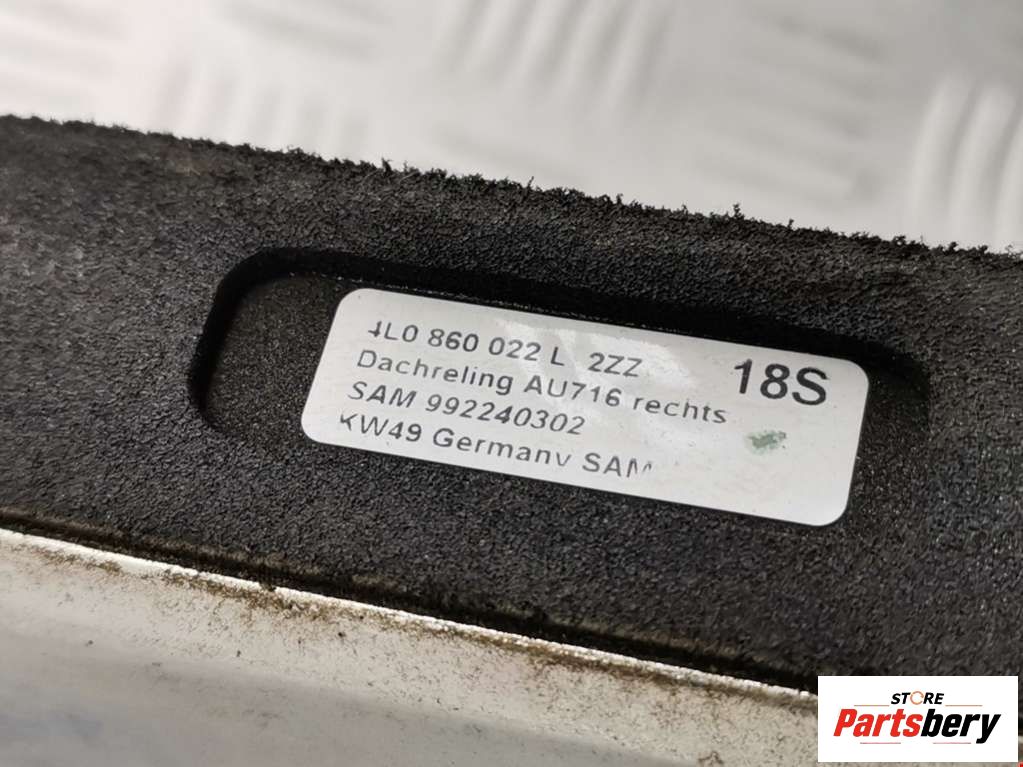 4L0 860 022 L 2ZZ 18S
Dachreling AU716 rechts
SAM 992240302
KW49 Germany SAM
STORE
Partsbery